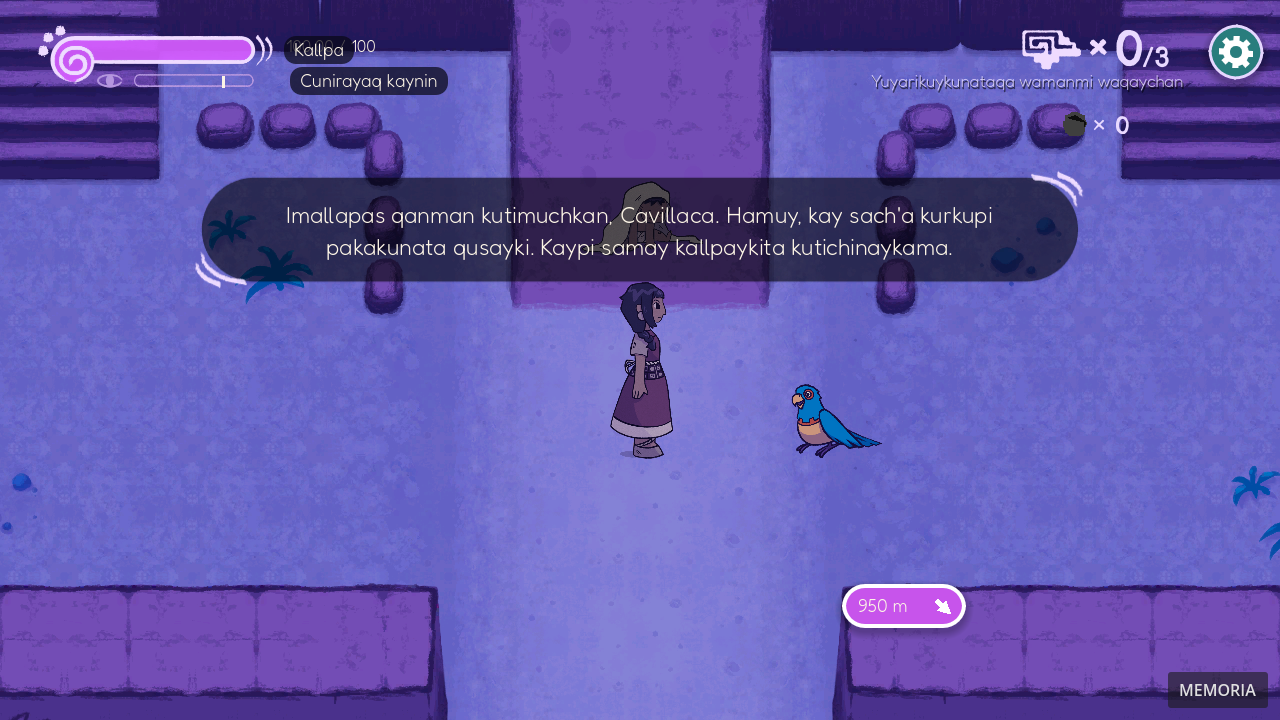 Kallpa
100
Cunirayaq kaynin
× 0/3
Yuyarikuykunataqa wamanmi waqaychan
× 0
Imallapas qanman kutimuchkan, Cavillaca. Hamuy, kay sach'a kurkupi
pakakunata qusayki. Kaypi samay kallpaykita kutichinaykama.
950 m
MEMORIA